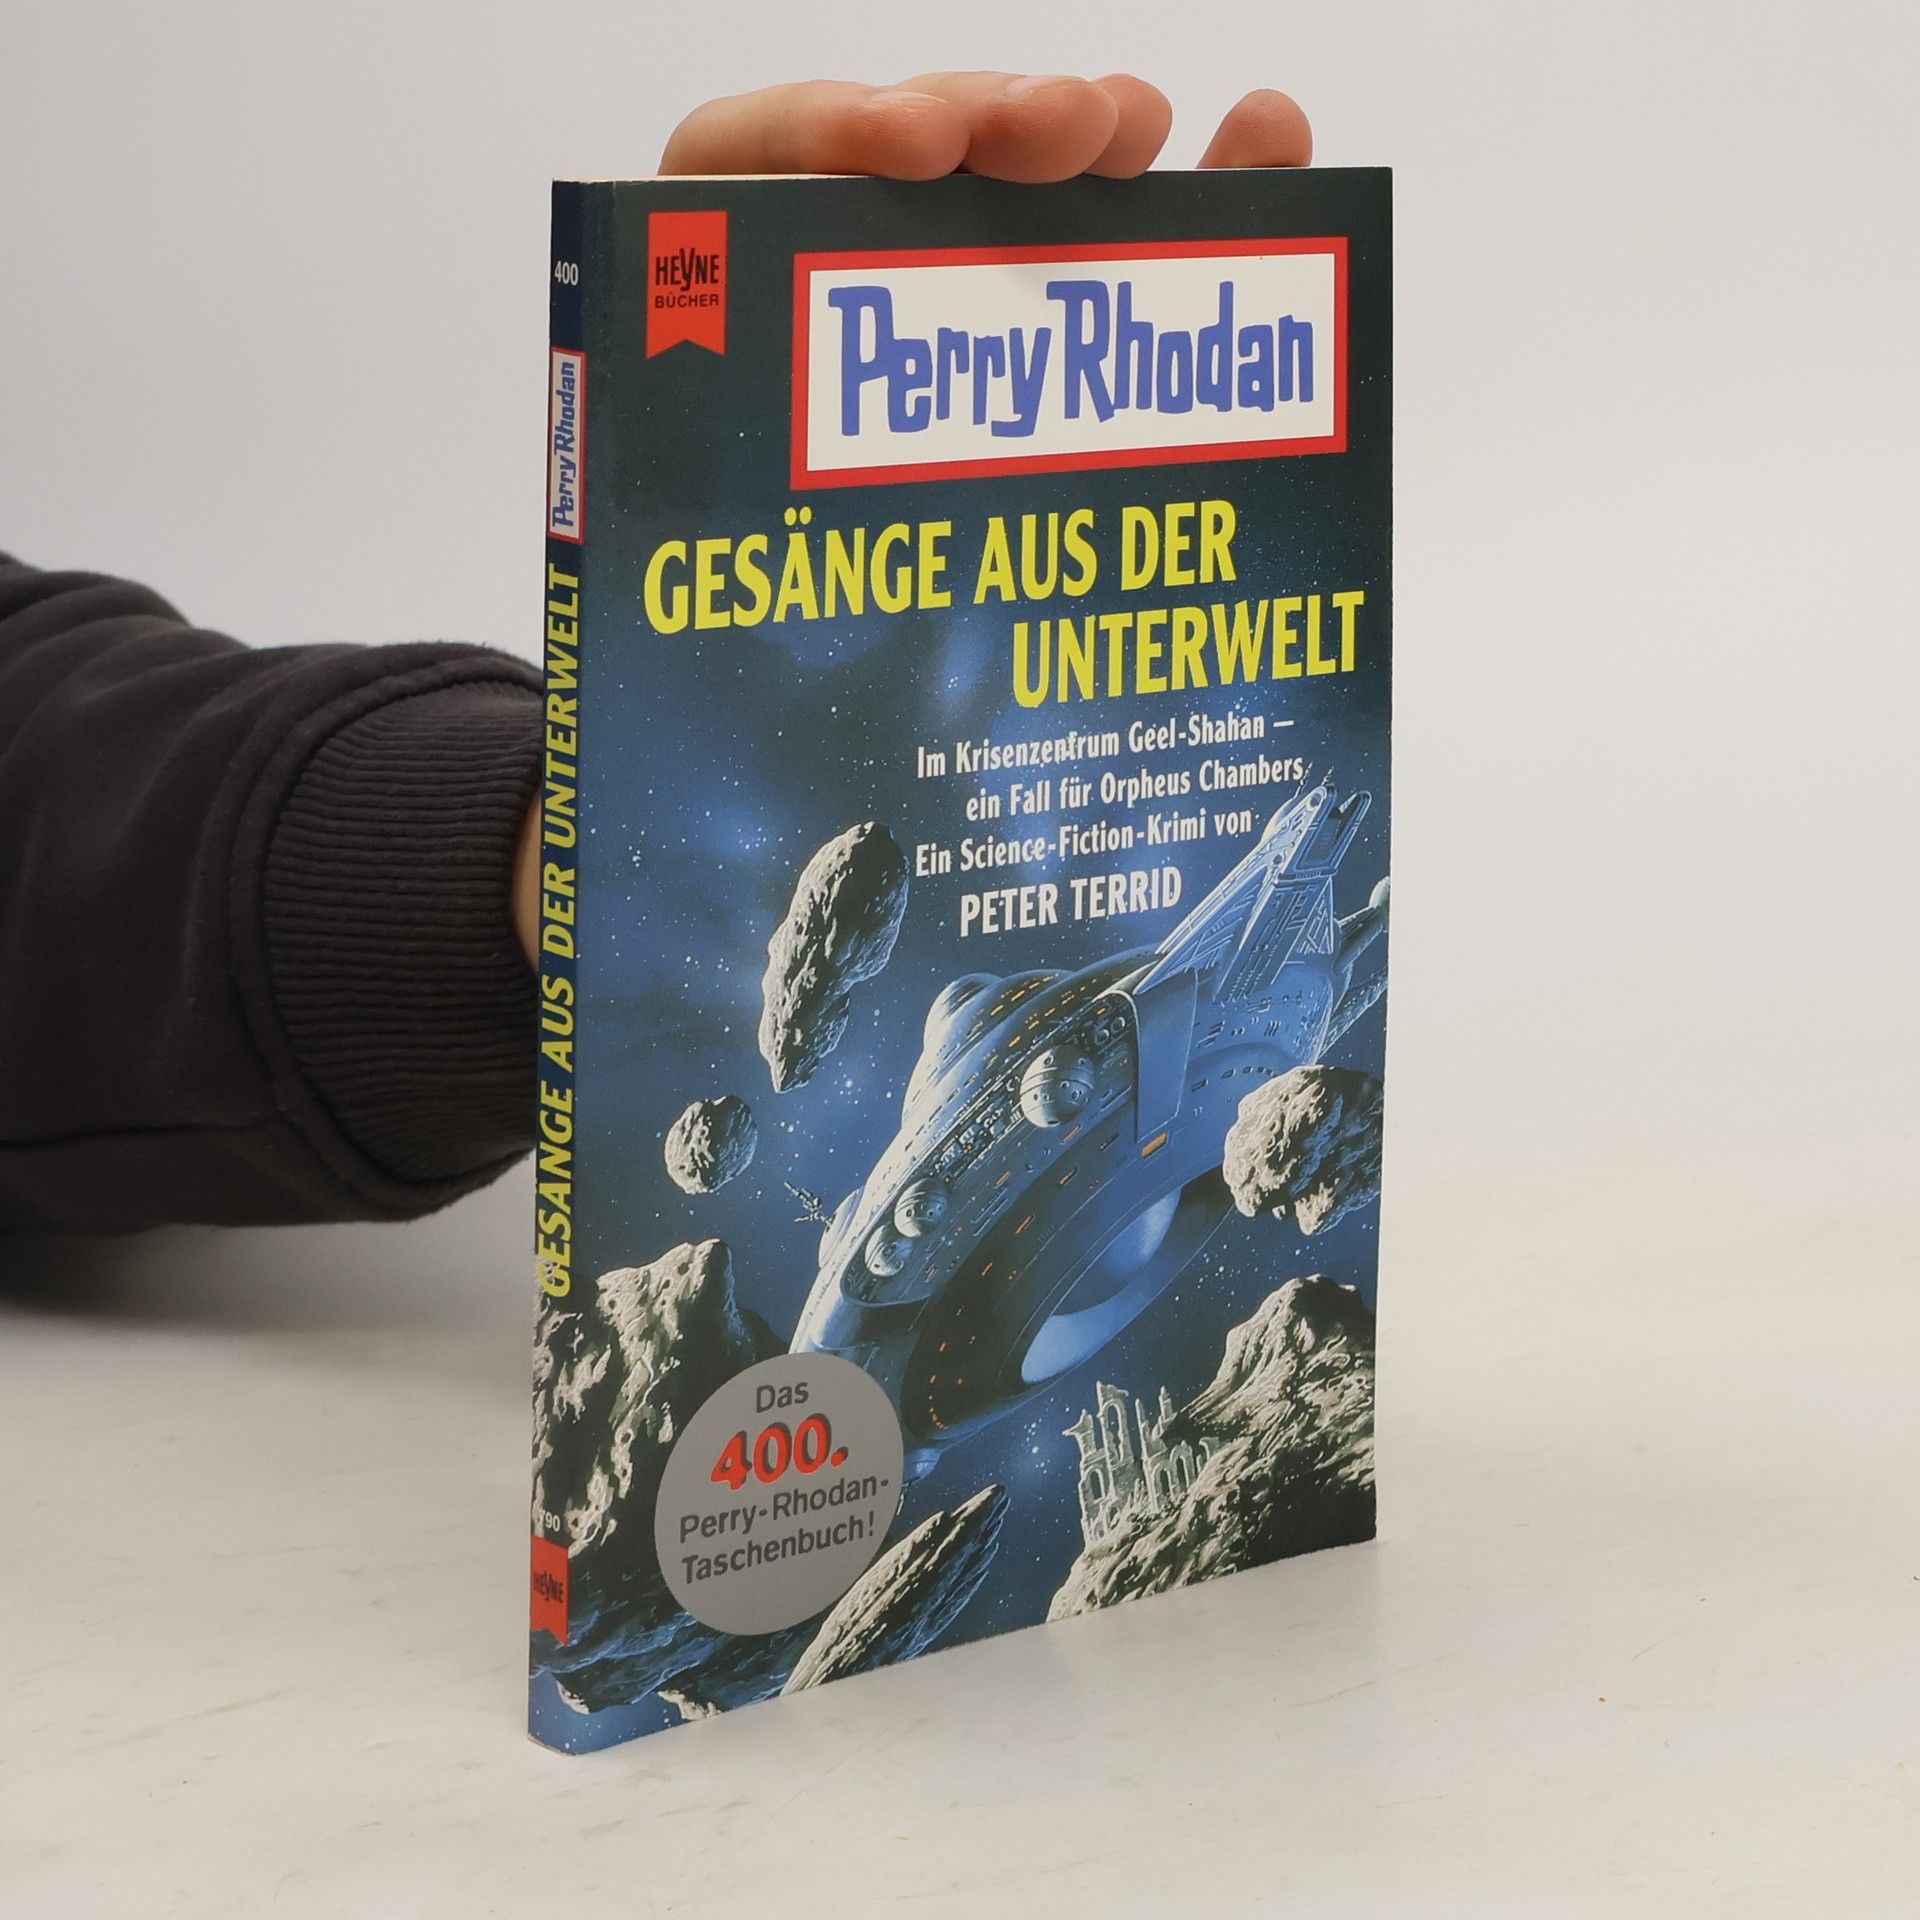 HEYNE
BÜCHER
Perry Rhodan
GESÄNGE AUS DER
UNTERWELT
Im Krisenzentrum Geel-Shahan –
ein Fall für Orpheus Chambers
Ein Science-Fiction-Krimi von
PETER TERRID
Das
400.
Perry-Rhodan-
Taschenbuch!
400
Perry Rhodan
GESÄNGE AUS DER UNTERWELT
HEYNE